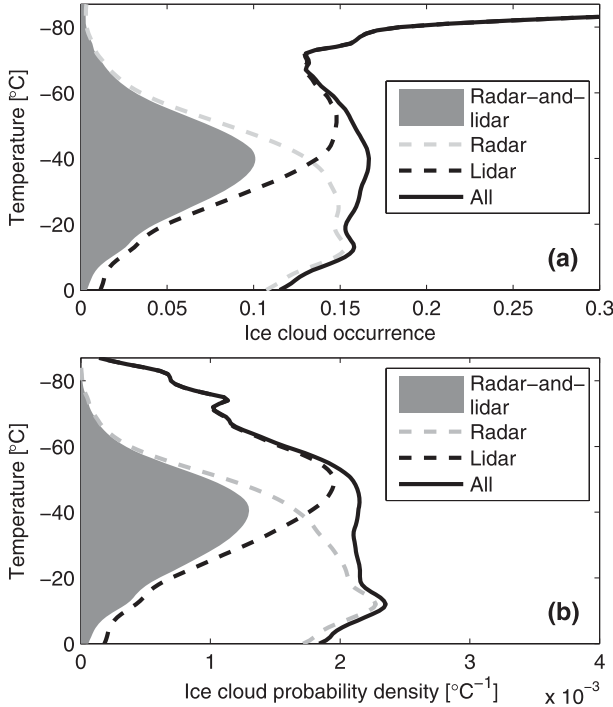 −80
−60
−40
−20
0
Temperature [°C]
Radar−and−
lidar
Radar
Lidar
All
(a)
0 0.05 0.1 0.15 0.2 0.25 0.3
Ice cloud occurrence
−80
−60
−40
−20
0
Temperature [°C]
Radar−and−
lidar
Radar
Lidar
All
(b)
0 1 2 3 4
Ice cloud probability density [°C⁻¹] x 10⁻³